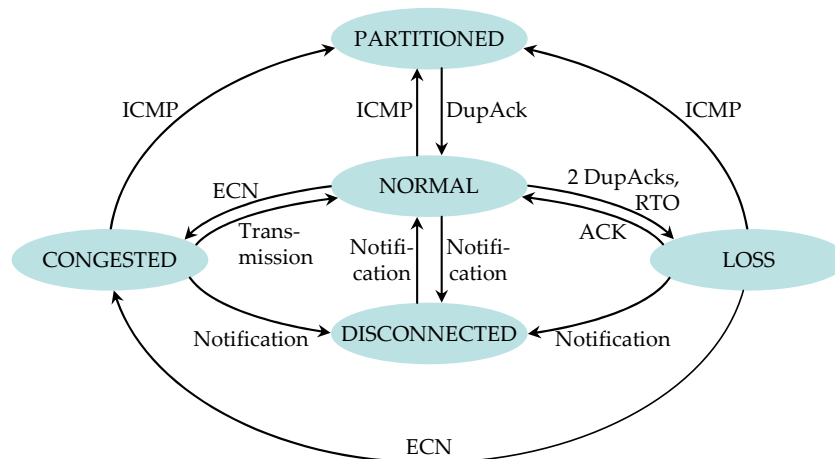 PARTITIONED
ICMP
ICMP
DupAck
ICMP
ECN
NORMAL
2 DupAcks,
RTO
Trans-
mission
ACK
CONGESTED
Notifi-
cation
Notifi-
cation
LOSS
Notification
DISCONNECTED
Notification
ECN